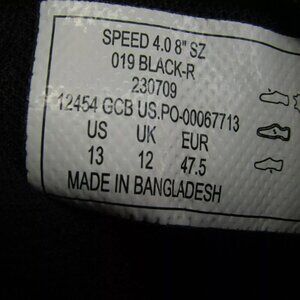 SPEED 4.0 8" SZ
019 BLACK-R
230709
12454 GCB US.PO-00067713
US UK EUR
13 12 47.5
MADE IN BANGLADESH